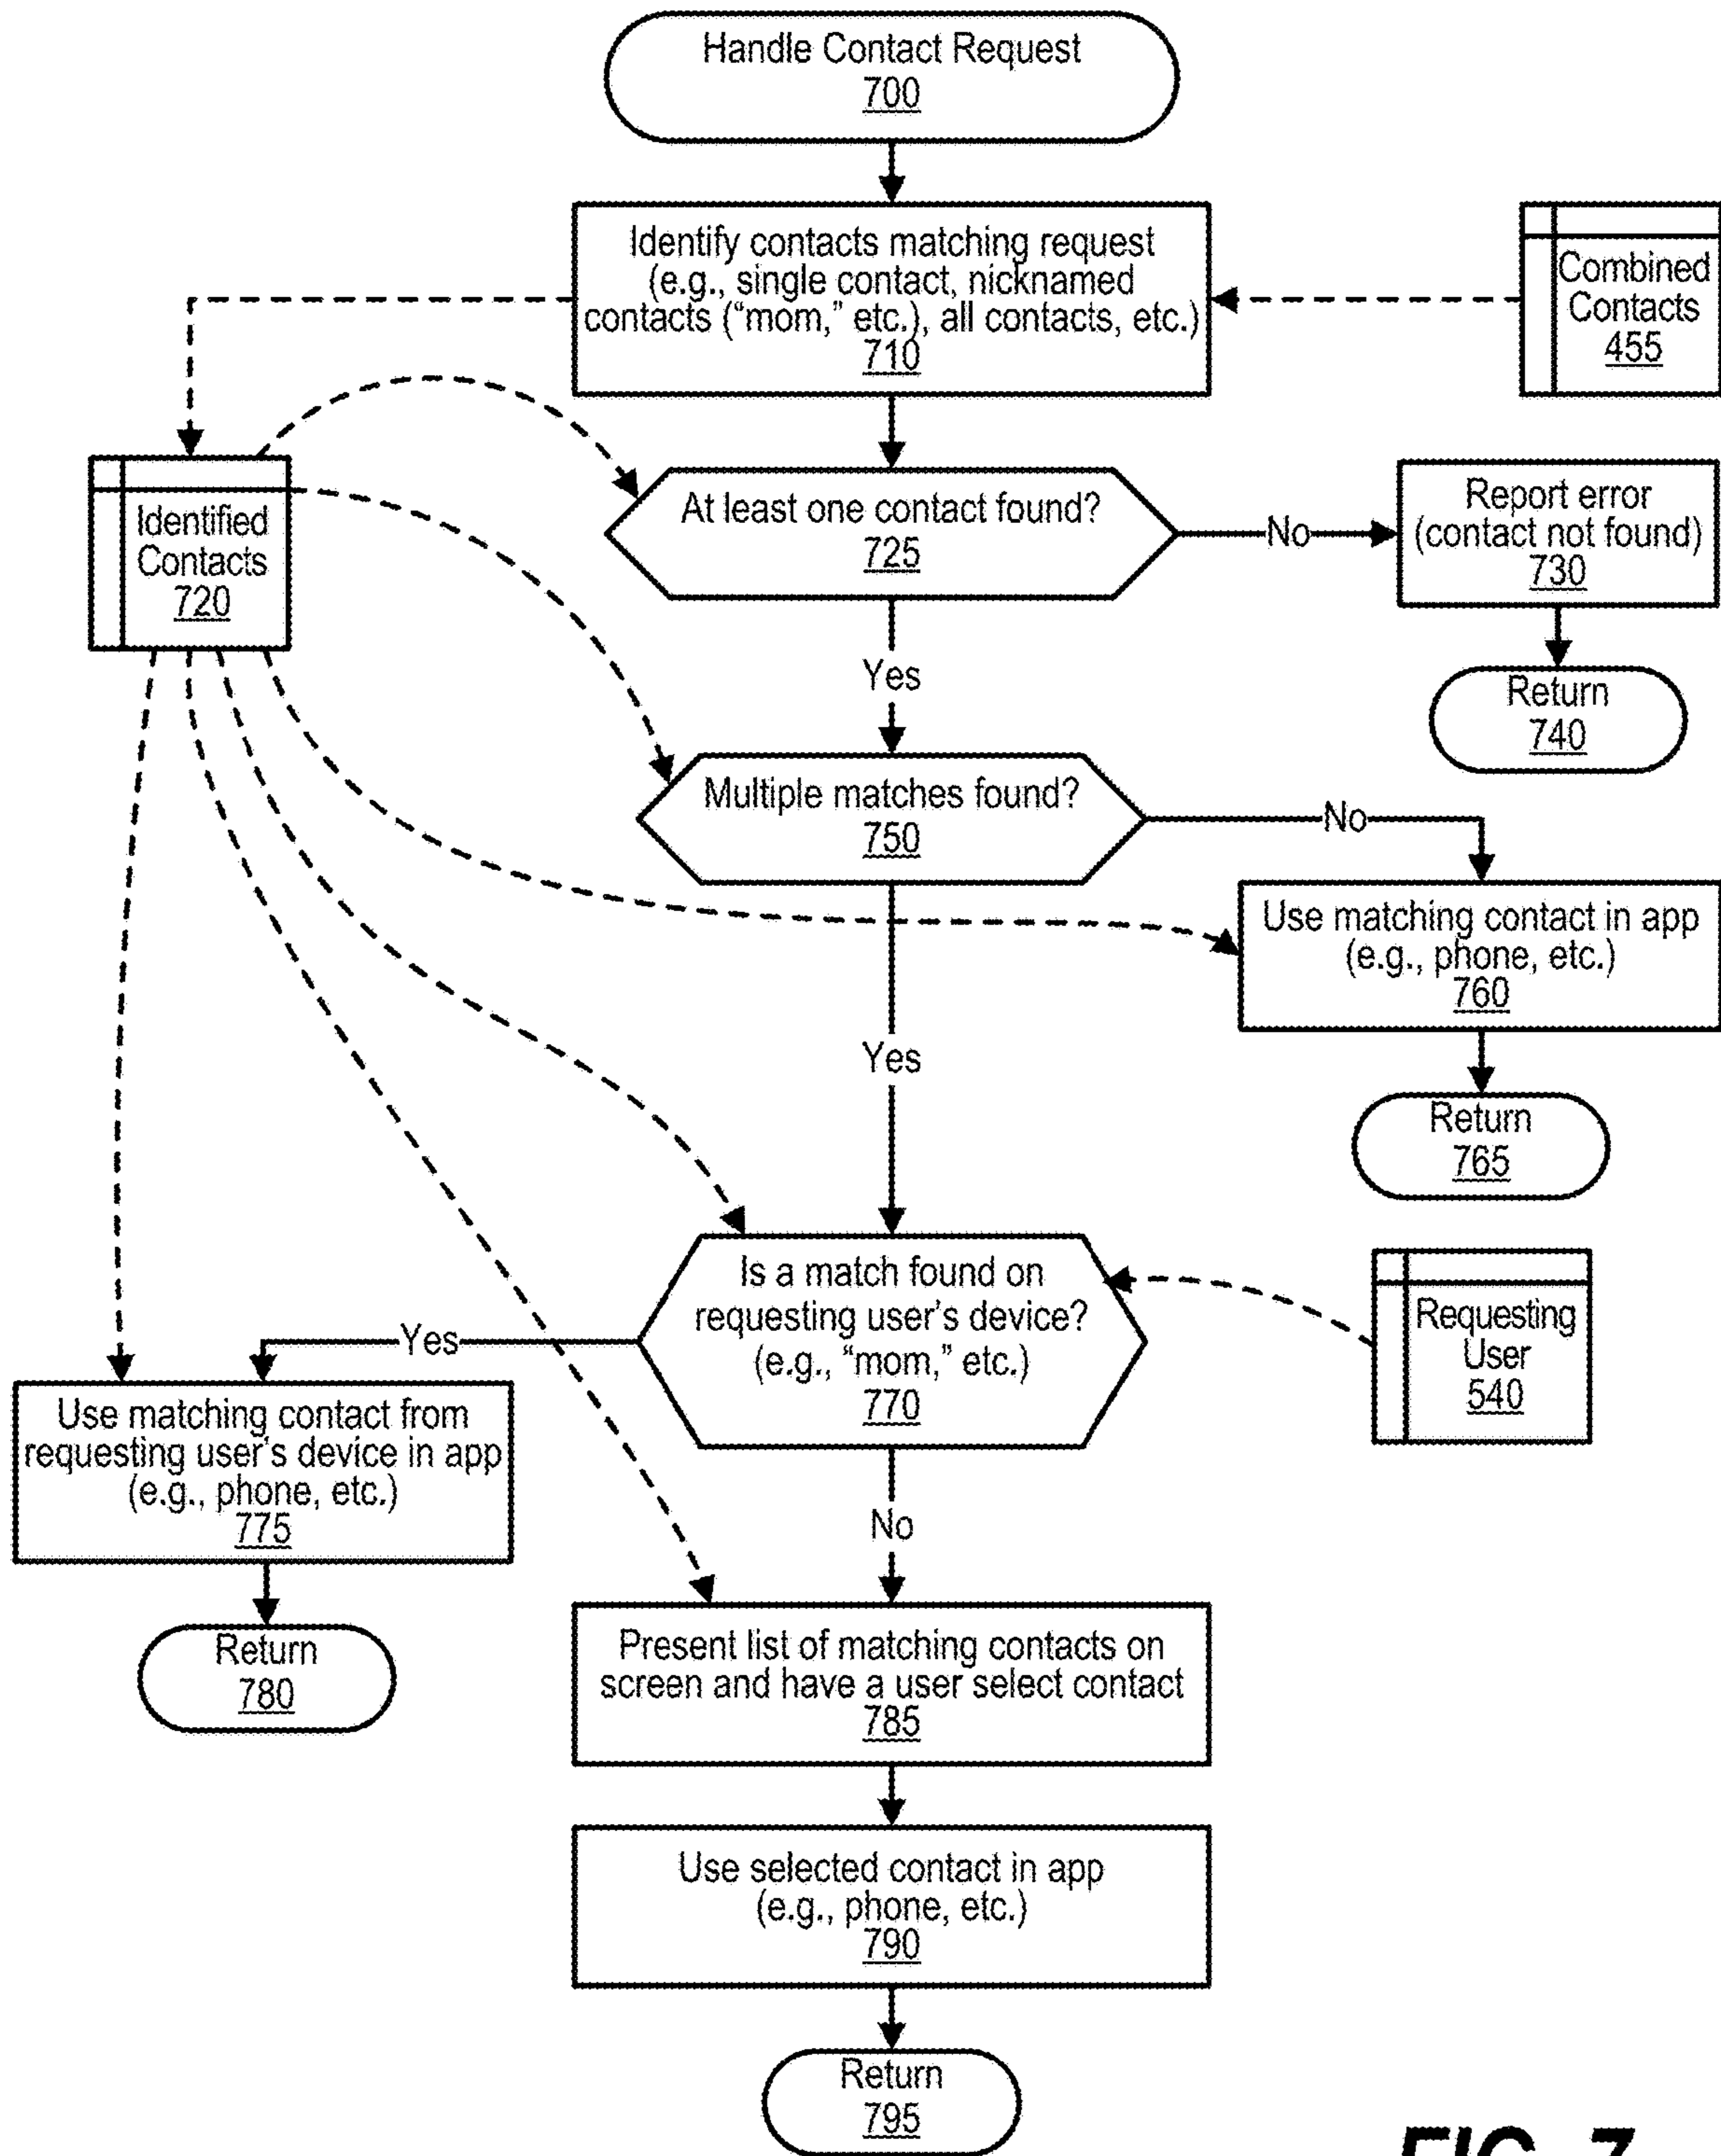 Handle Contact Request
700
Identify contacts matching request
(e.g., single contact, nicknamed
contacts (“mom,” etc.), all contacts, etc.)
710
Combined
Contacts
455
Identified
Contacts
720
At least one contact found?
725
No
Report error
(contact not found)
730
Return
740
Yes
Multiple matches found?
750
No
Use matching contact in app
(e.g., phone, etc.)
760
Return
765
Yes
Is a match found on
requesting user’s device?
(e.g., “mom,” etc.)
770
Requesting
User
540
Yes
Use matching contact from
requesting user’s device in app
(e.g., phone, etc.)
775
Return
780
No
Present list of matching contacts on
screen and have a user select contact
785
Use selected contact in app
(e.g., phone, etc.)
790
Return
795
FIG. 7